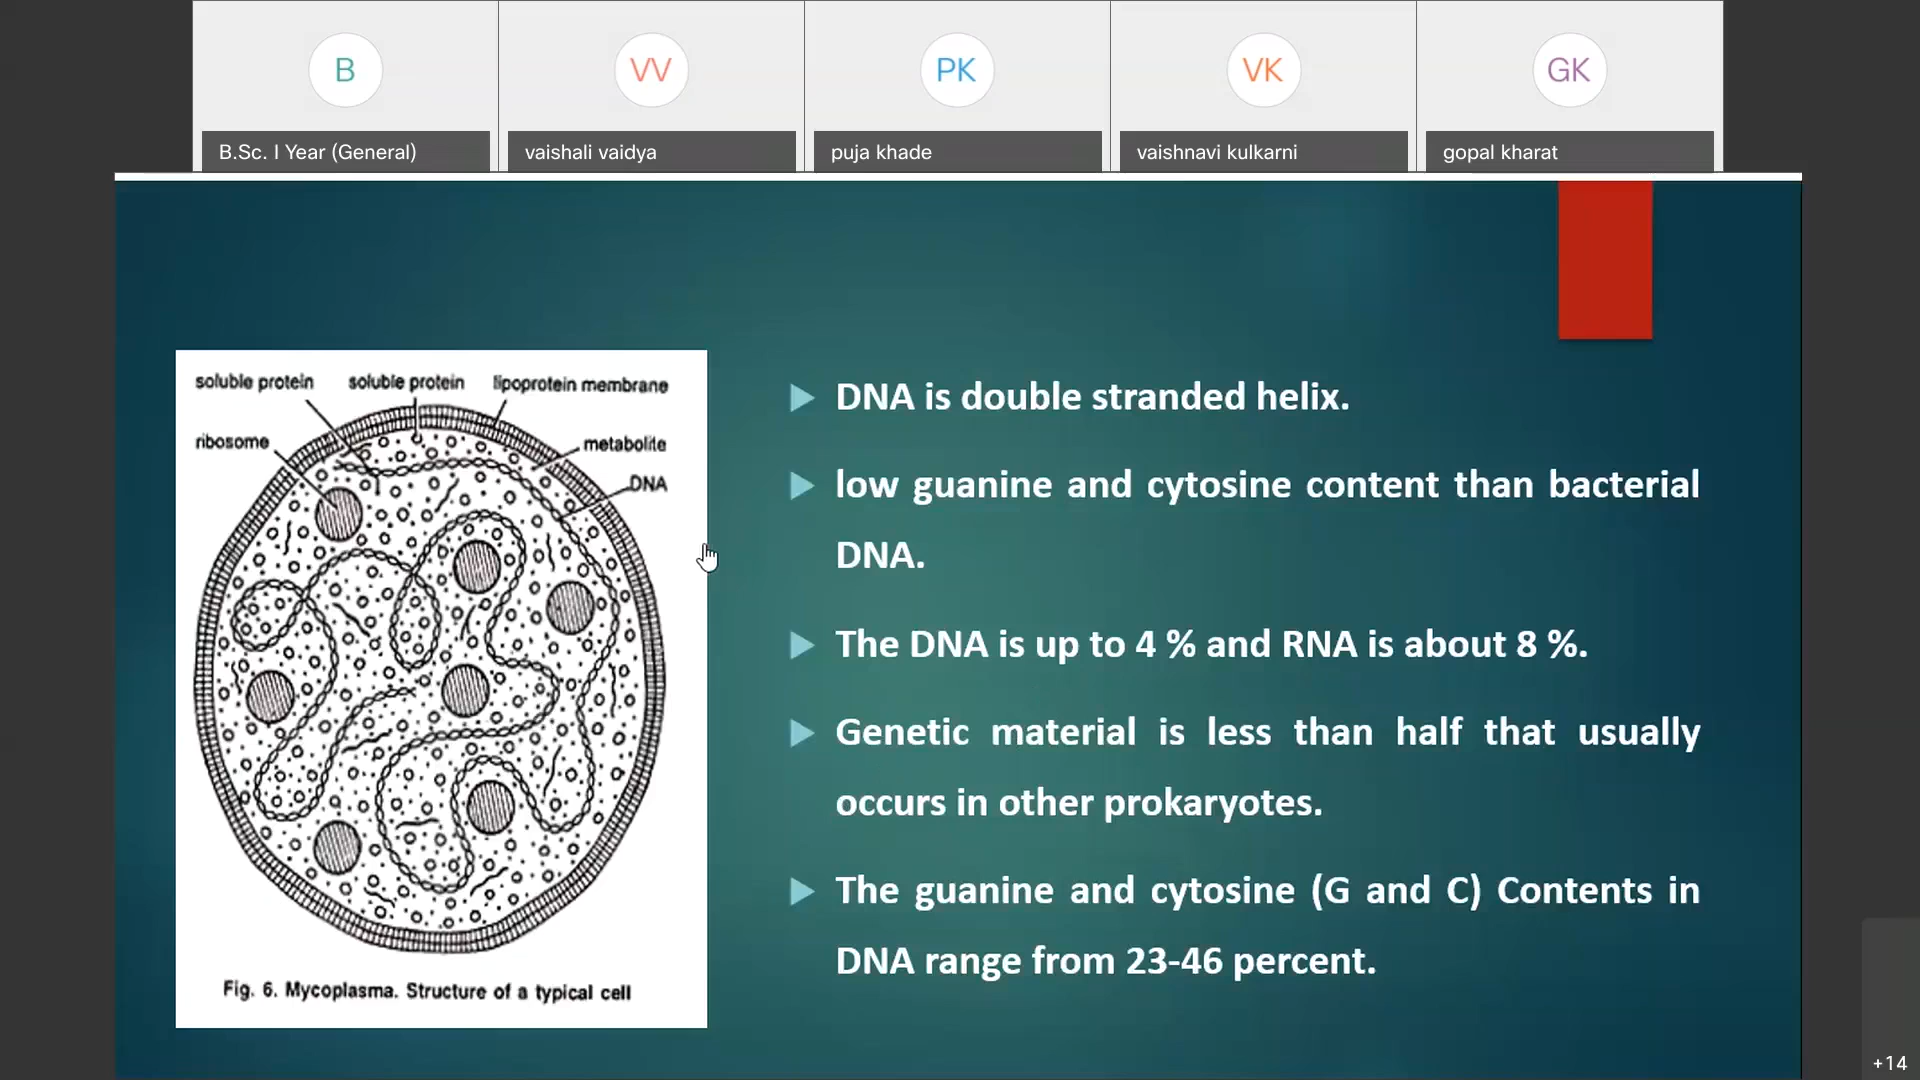 B
VV
PK
VK
GK
B.Sc. I Year (General)
vaishali vaidya
puja khade
vaishnavi kulkarni
gopal kharat
soluble protein
soluble protein
lipoprotein membrane
ribosome
metabolite
DNA
Fig. 6. Mycoplasma. Structure of a typical cell
DNA is double stranded helix.
low guanine and cytosine content than bacterial
DNA.
The DNA is up to 4 % and RNA is about 8 %.
Genetic material is less than half that usually
occurs in other prokaryotes.
The guanine and cytosine (G and C) Contents in
DNA range from 23-46 percent.
+14